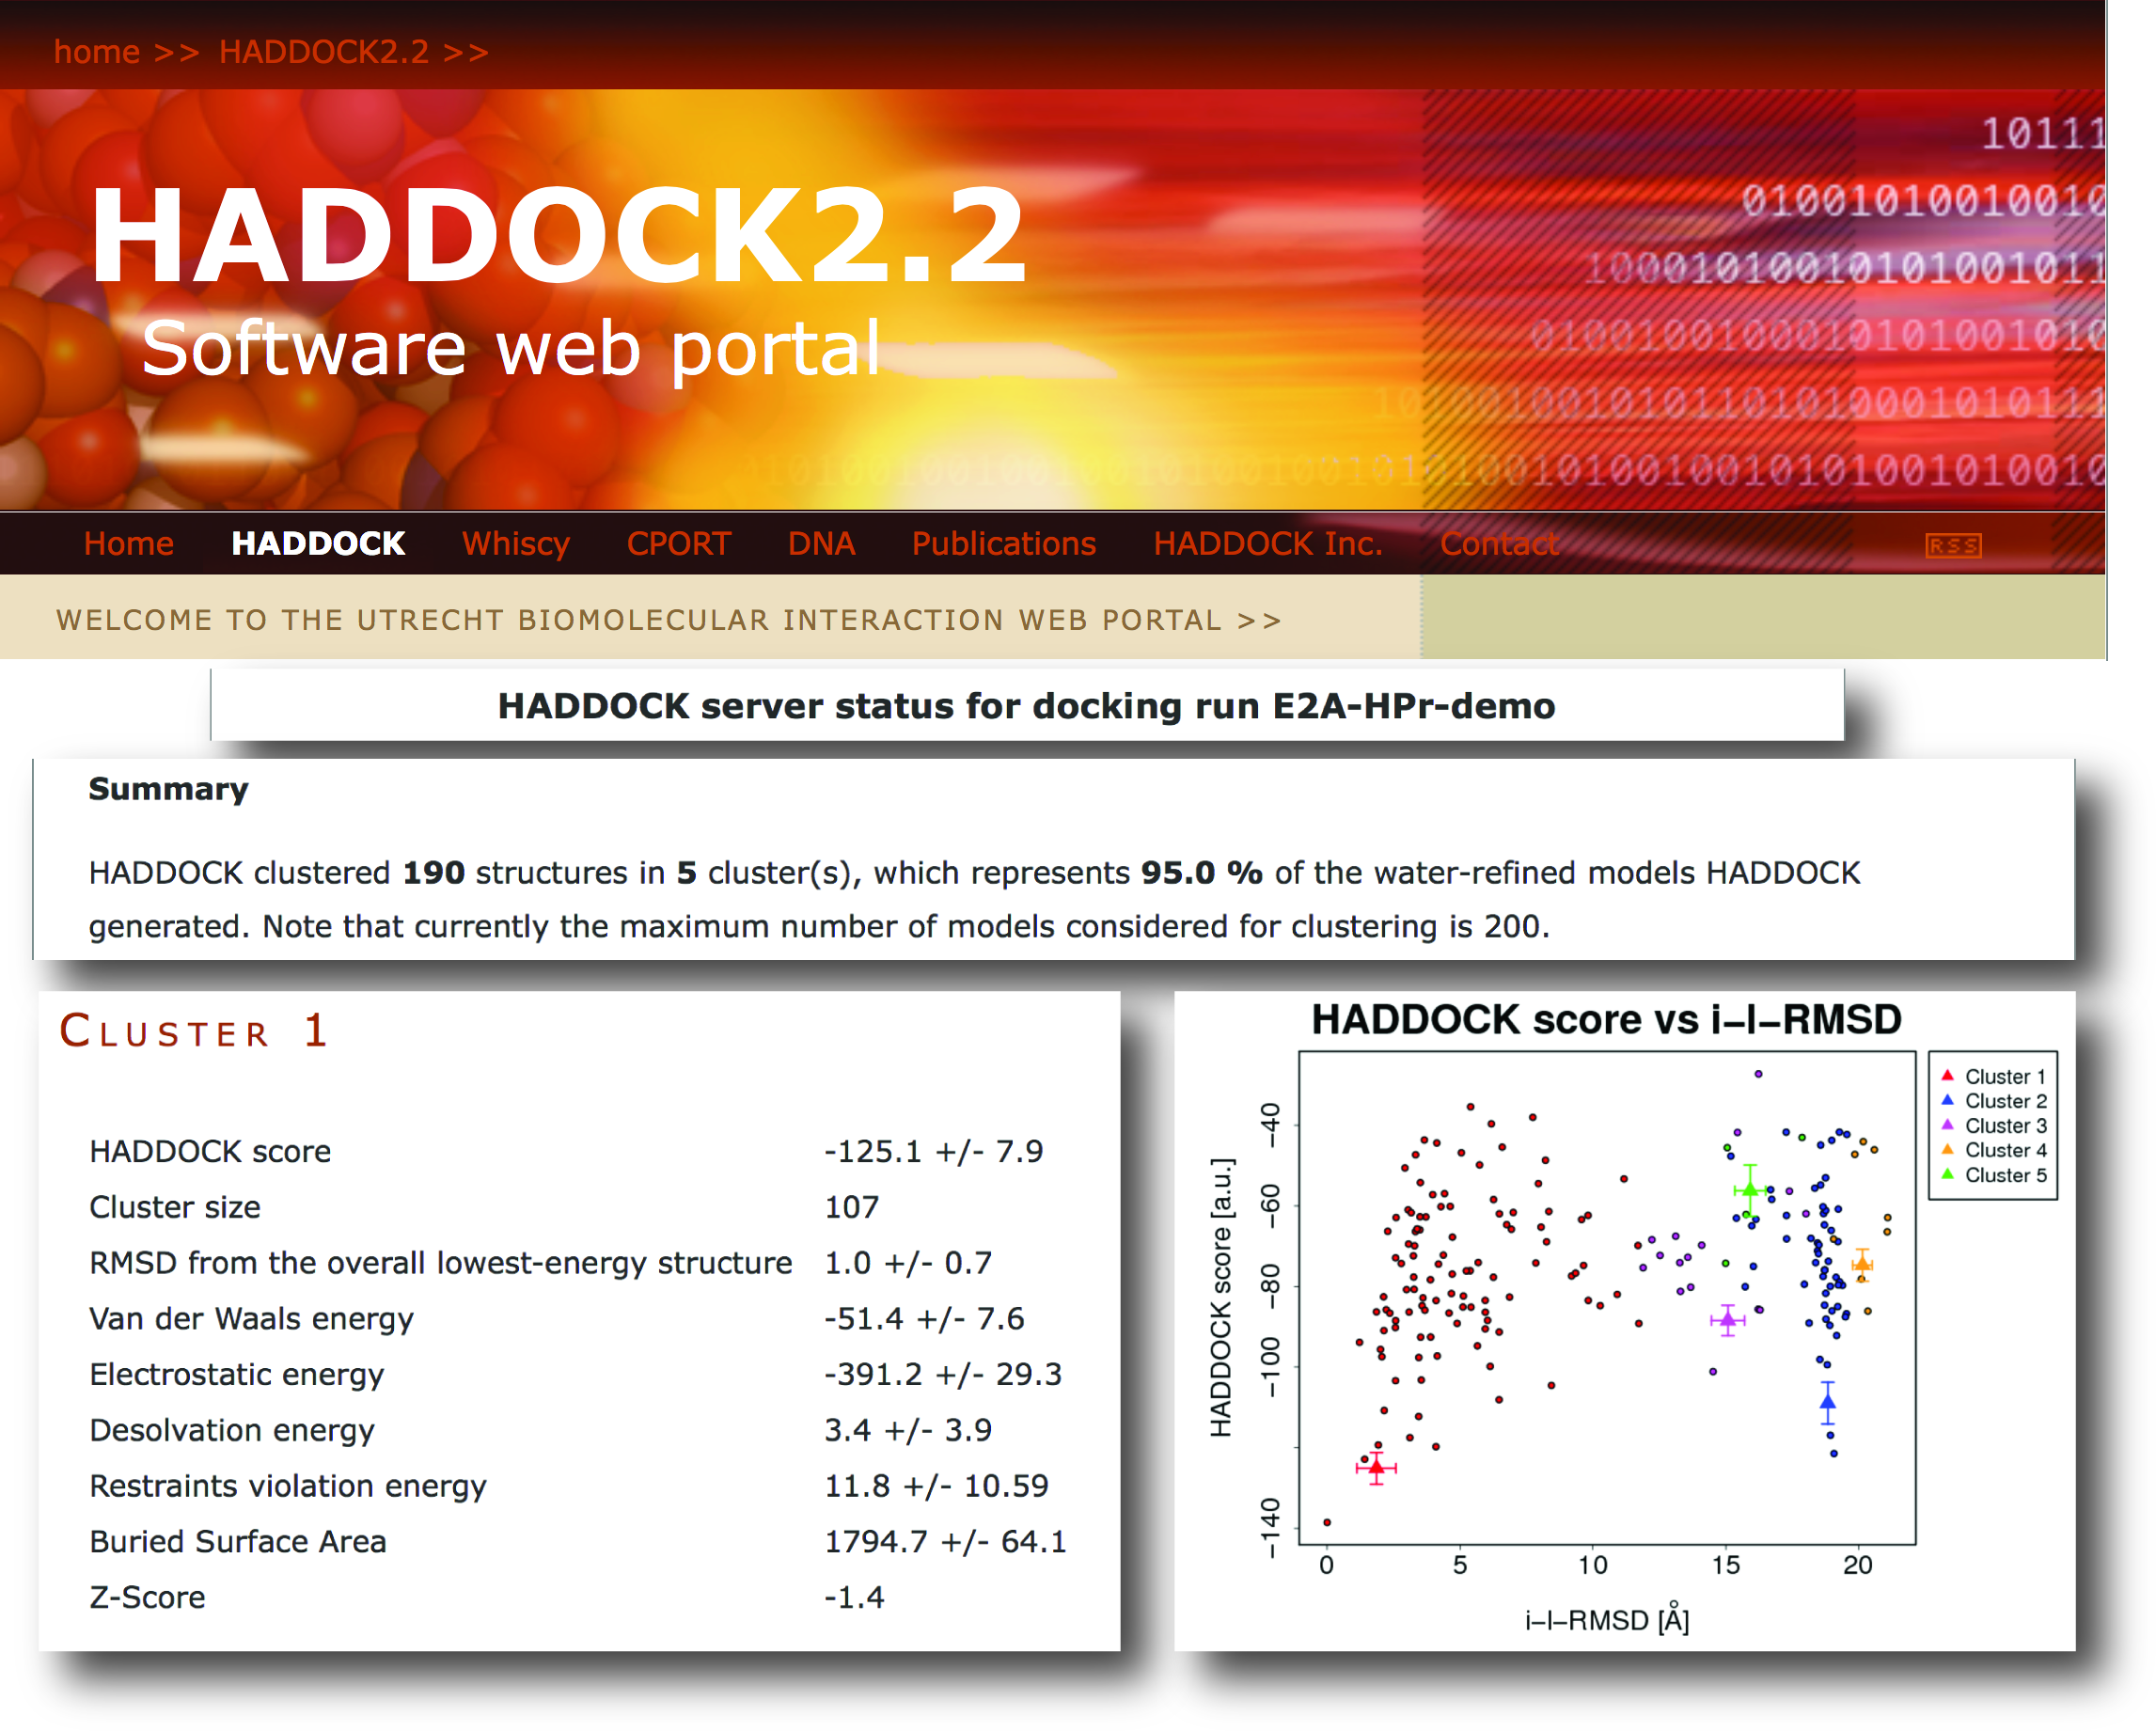 home >> HADDOCK2.2 >>
10111
HADDOCK2.2
01001010010010
10001010010101001011
Software web portal
Home HADDOCK Whiscy CPORT DNA Publications HADDOCK Inc. Contact RSS
WELCOME TO THE UTRECHT BIOMOLECULAR INTERACTION WEB PORTAL >>
HADDOCK server status for docking run E2A-HPr-demo
Summary
HADDOCK clustered 190 structures in 5 cluster(s), which represents 95.0 % of the water-refined models HADDOCK
generated. Note that currently the maximum number of models considered for clustering is 200.
CLUSTER 1
HADDOCK score -125.1 +/- 7.9
Cluster size 107
RMSD from the overall lowest-energy structure 1.0 +/- 0.7
Van der Waals energy -51.4 +/- 7.6
Electrostatic energy -391.2 +/- 29.3
Desolvation energy 3.4 +/- 3.9
Restraints violation energy 11.8 +/- 10.59
Buried Surface Area 1794.7 +/- 64.1
Z-Score -1.4
HADDOCK score vs i-l-RMSD
Cluster 1
Cluster 2
Cluster 3
Cluster 4
Cluster 5
HADDOCK score [a.u.]
-40
-60
-80
-100
-140
0 5 10 15 20
i-l-RMSD [Å]